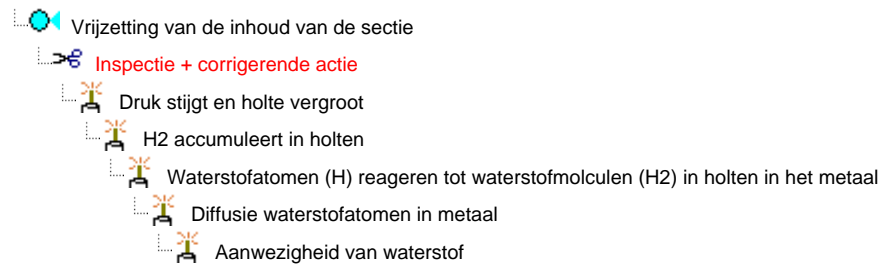 Vrijzetting van de inhoud van de sectie
Inspectie + corrigerende actie
Druk stijgt en holte vergroot
H2 accumuleert in holten
Waterstofatomen (H) reageren tot waterstofmolculen (H2) in holten in het metaal
Diffusie waterstofatomen in metaal
Aanwezigheid van waterstof